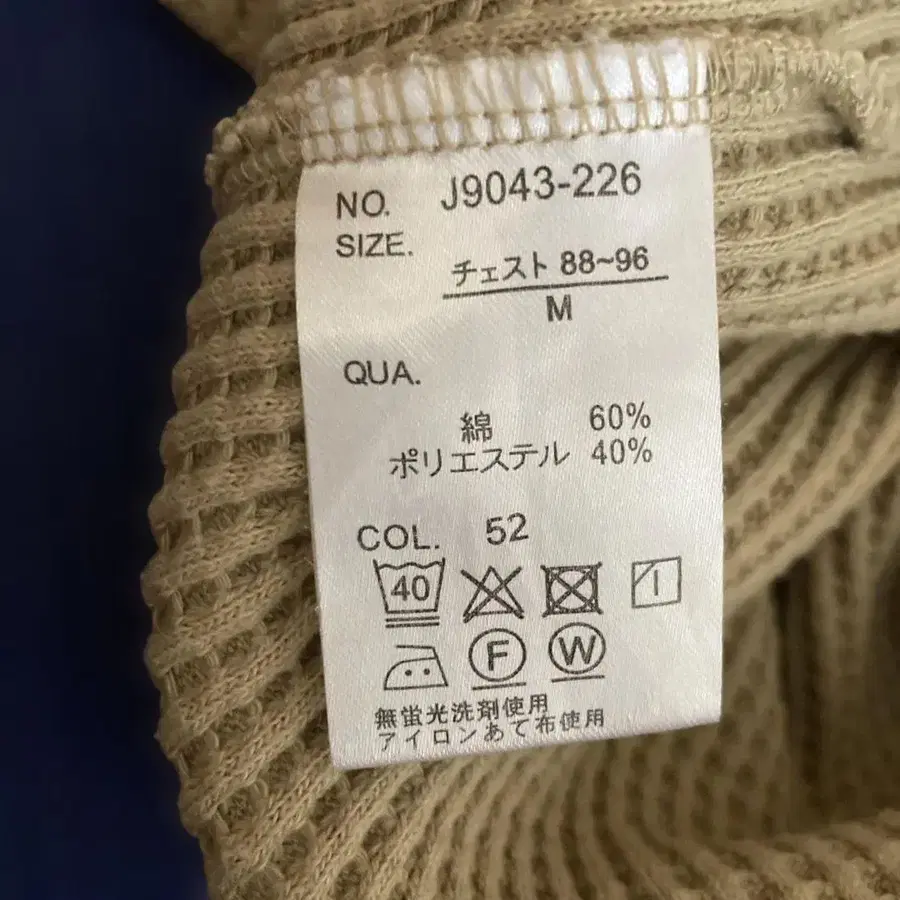 NO. J9043-226
SIZE.
チェスト 88~96
M
QUA.
綿 60%
ポリエステル 40%
COL. 52
40
F W
無蛍光洗剤使用
アイロンあて布使用